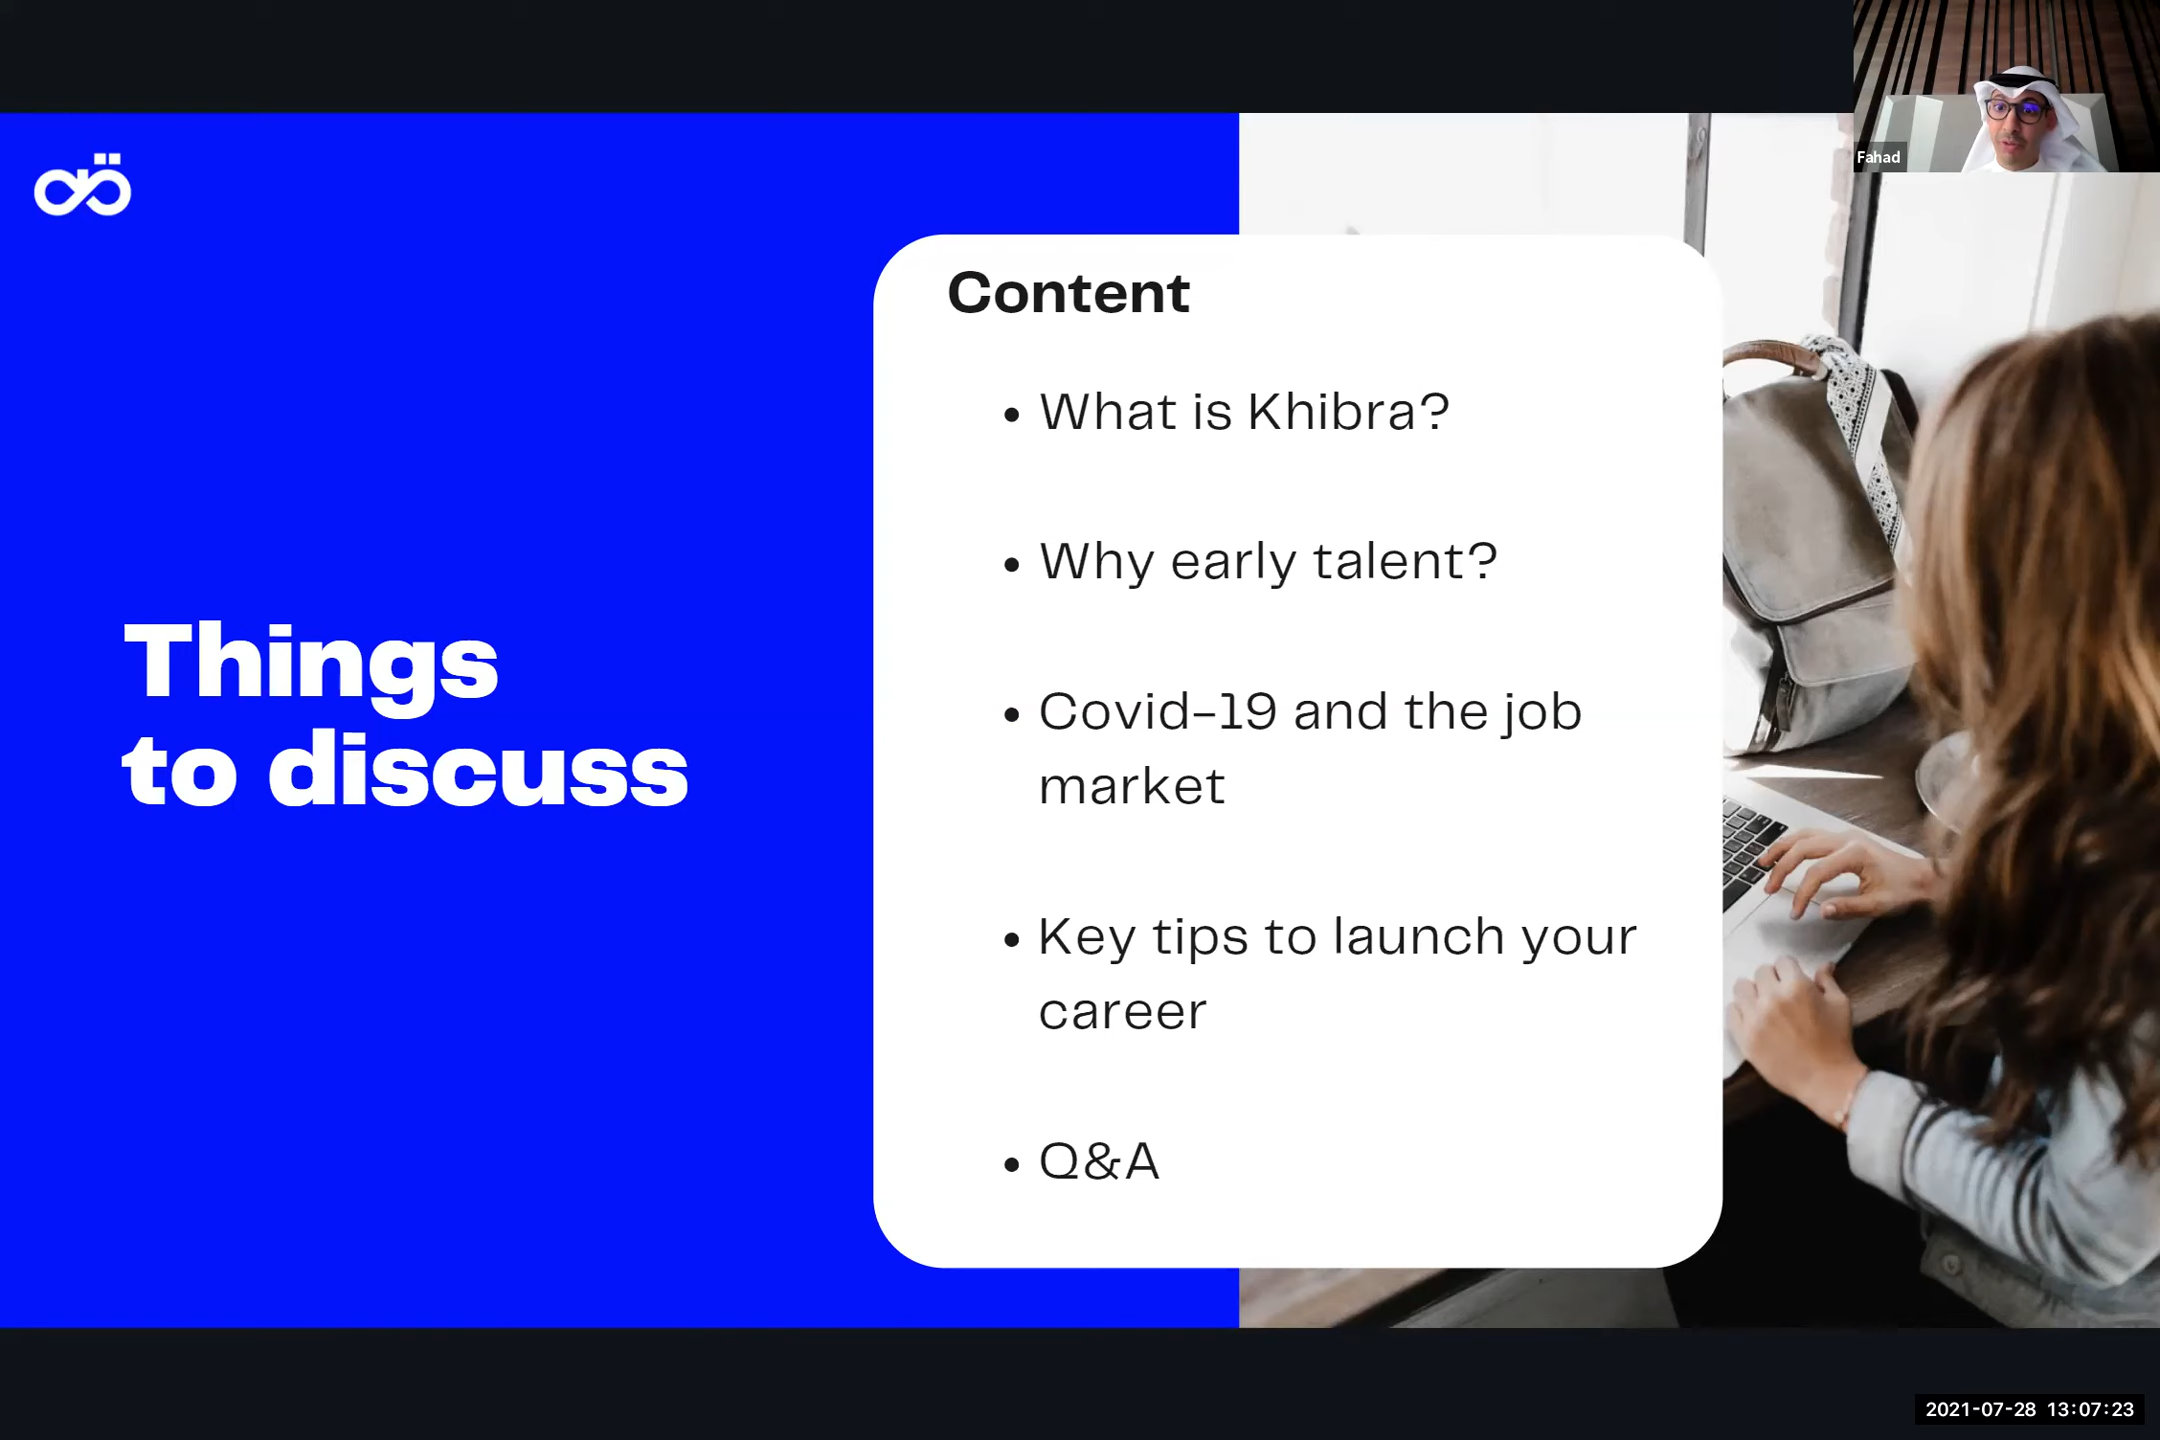 Fahad
Things
to discuss
Content
• What is Khibra?
• Why early talent?
• Covid-19 and the job
market
• Key tips to launch your
career
• Q&A
2021-07-28 13:07:23